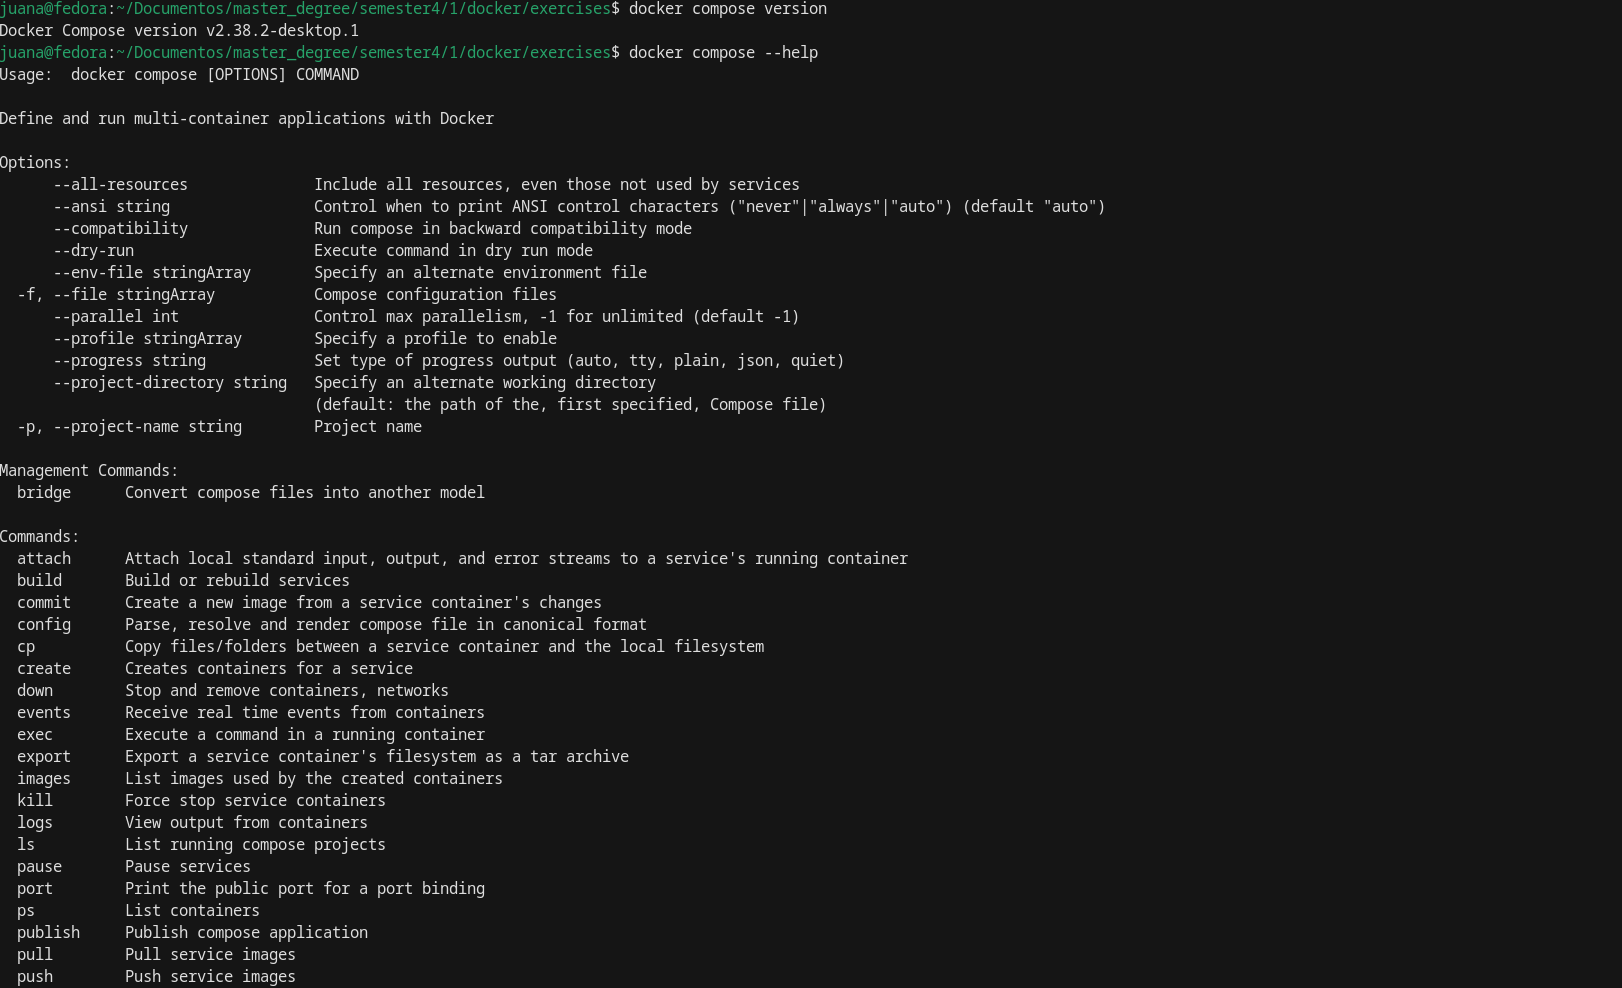 juana@fedora:~/Documentos/master_degree/semester4/1/docker/exercises$ docker compose version
Docker Compose version v2.38.2-desktop.1
juana@fedora:~/Documentos/master_degree/semester4/1/docker/exercises$ docker compose --help
Usage:  docker compose [OPTIONS] COMMAND

Define and run multi-container applications with Docker

Options:
      --all-resources              Include all resources, even those not used by services
      --ansi string                Control when to print ANSI control characters ("never"|"always"|"auto") (default "auto")
      --compatibility              Run compose in backward compatibility mode
      --dry-run                    Execute command in dry run mode
      --env-file stringArray       Specify an alternate environment file
  -f, --file stringArray           Compose configuration files
      --parallel int               Control max parallelism, -1 for unlimited (default -1)
      --profile stringArray        Specify a profile to enable
      --progress string            Set type of progress output (auto, tty, plain, json, quiet)
      --project-directory string   Specify an alternate working directory
                                   (default: the path of the, first specified, Compose file)
  -p, --project-name string        Project name

Management Commands:
  bridge      Convert compose files into another model

Commands:
  attach      Attach local standard input, output, and error streams to a service's running container
  build       Build or rebuild services
  commit      Create a new image from a service container's changes
  config      Parse, resolve and render compose file in canonical format
  cp          Copy files/folders between a service container and the local filesystem
  create      Creates containers for a service
  down        Stop and remove containers, networks
  events      Receive real time events from containers
  exec        Execute a command in a running container
  export      Export a service container's filesystem as a tar archive
  images      List images used by the created containers
  kill        Force stop service containers
  logs        View output from containers
  ls          List running compose projects
  pause       Pause services
  port        Print the public port for a port binding
  ps          List containers
  publish     Publish compose application
  pull        Pull service images
  push        Push service images